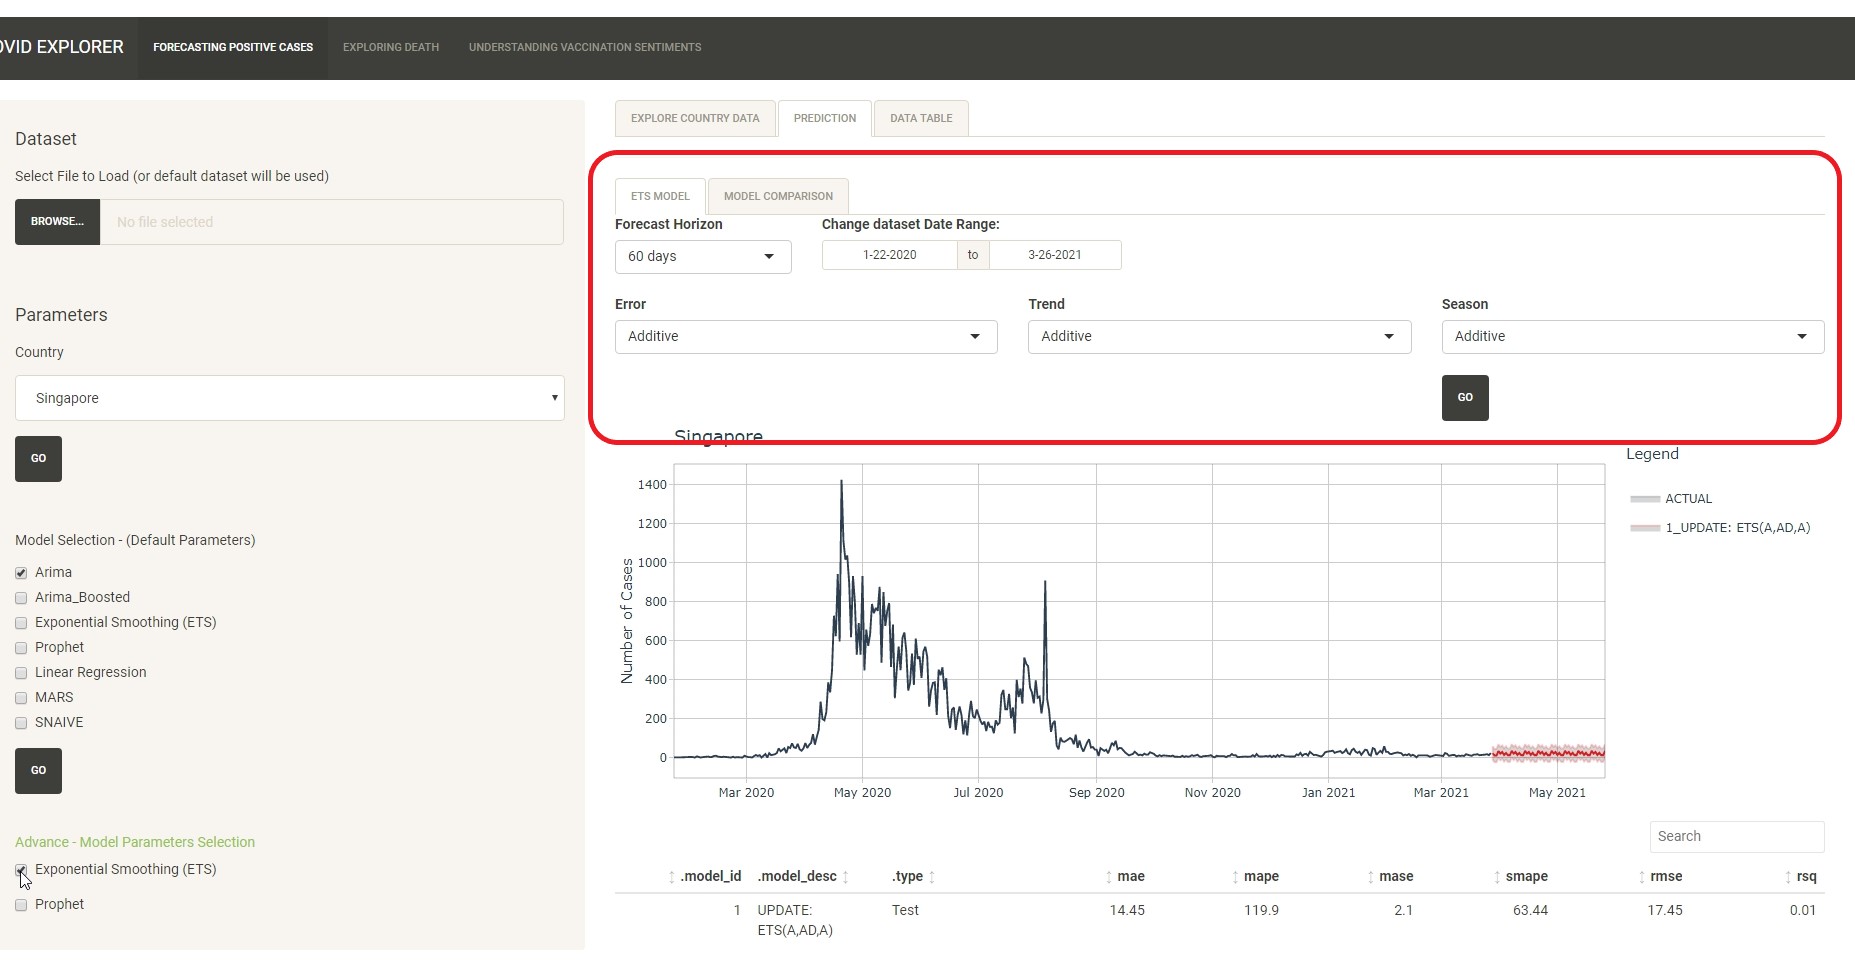 OVID EXPLORER FORECASTING POSITIVE CASES EXPLORING DEATH UNDERSTANDING VACCINATION SENTIMENTS
Dataset
Select File to Load (or default dataset will be used)
BROWSE... No file selected
Parameters
Country
Singapore
GO
Model Selection - (Default Parameters)
Arima
Arima_Boosted
Exponential Smoothing (ETS)
Prophet
Linear Regression
MARS
SNAIVE
GO
Advance - Model Parameters Selection
Exponential Smoothing (ETS)
Prophet
EXPLORE COUNTRY DATA PREDICTION DATA TABLE
ETS MODEL MODEL COMPARISON
Forecast Horizon Change dataset Date Range:
60 days 1-22-2020 to 3-26-2021
Error Trend Season
Additive Additive Additive
GO
Singapore
Legend
ACTUAL
1_UPDATE: ETS(A,AD,A)
Number of Cases
1400
1200
1000
800
600
400
200
0
Mar 2020 May 2020 Jul 2020 Sep 2020 Nov 2020 Jan 2021 Mar 2021 May 2021
Search
.model_id .model_desc .type mae mape mase smape rmse rsq
1 UPDATE: Test 14.45 119.9 2.1 63.44 17.45 0.01
ETS(A,AD,A)